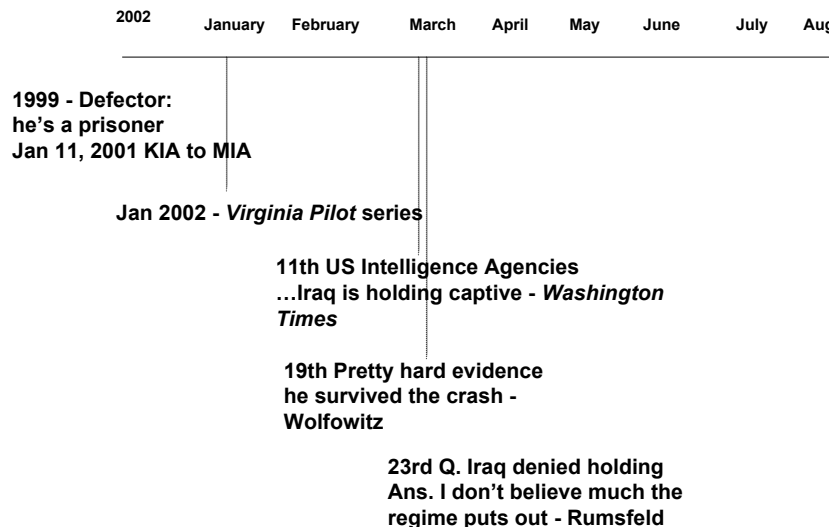 2002 January February March April May June July Aug
1999 - Defector:
he's a prisoner
Jan 11, 2001 KIA to MIA
Jan 2002 - Virginia Pilot series
11th US Intelligence Agencies
…Iraq is holding captive - Washington
Times
19th Pretty hard evidence
he survived the crash -
Wolfowitz
23rd Q. Iraq denied holding
Ans. I don't believe much the
regime puts out - Rumsfeld